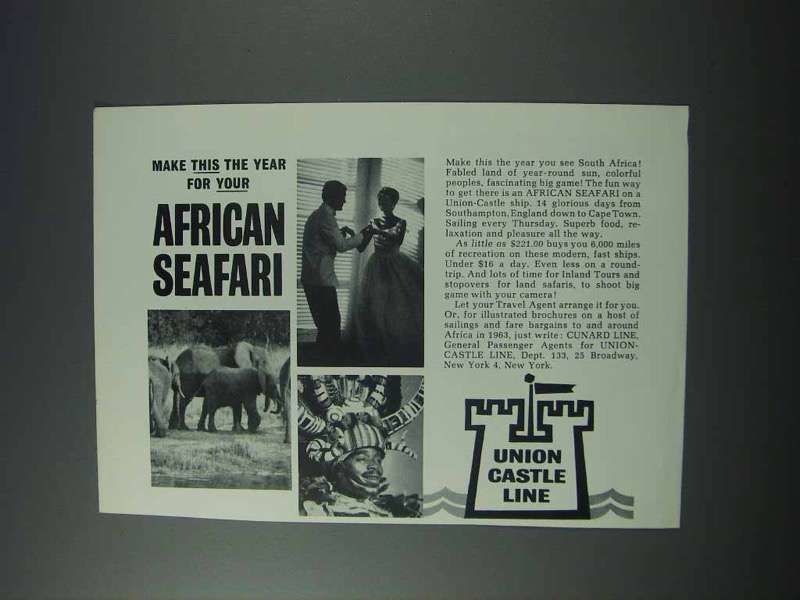 MAKE THIS THE YEAR
FOR YOUR
AFRICAN
SEAFARI
Make this the year you see South Africa!
Fabled land of year-round sun, colorful
peoples, fascinating big game! The fun way
to get there is an AFRICAN SEAFARI on a
Union-Castle ship. 14 glorious days from
Southampton, England down to Cape Town.
Sailing every Thursday. Superb food, re-
laxation and pleasure all the way.
As little as $221.00 buys you 6,000 miles
of recreation on these modern, fast ships.
Under $16 a day. Even less on a round-
trip. And lots of time for Inland Tours and
stopovers for land safaris, to shoot big
game with your camera!
Let your Travel Agent arrange it for you.
Or, for illustrated brochures on a host of
sailings and fare bargains to and around
Africa in 1963, just write: CUNARD LINE,
General Passenger Agents for UNION-
CASTLE LINE, Dept. 133, 25 Broadway,
New York 4, New York.
UNION
CASTLE
LINE